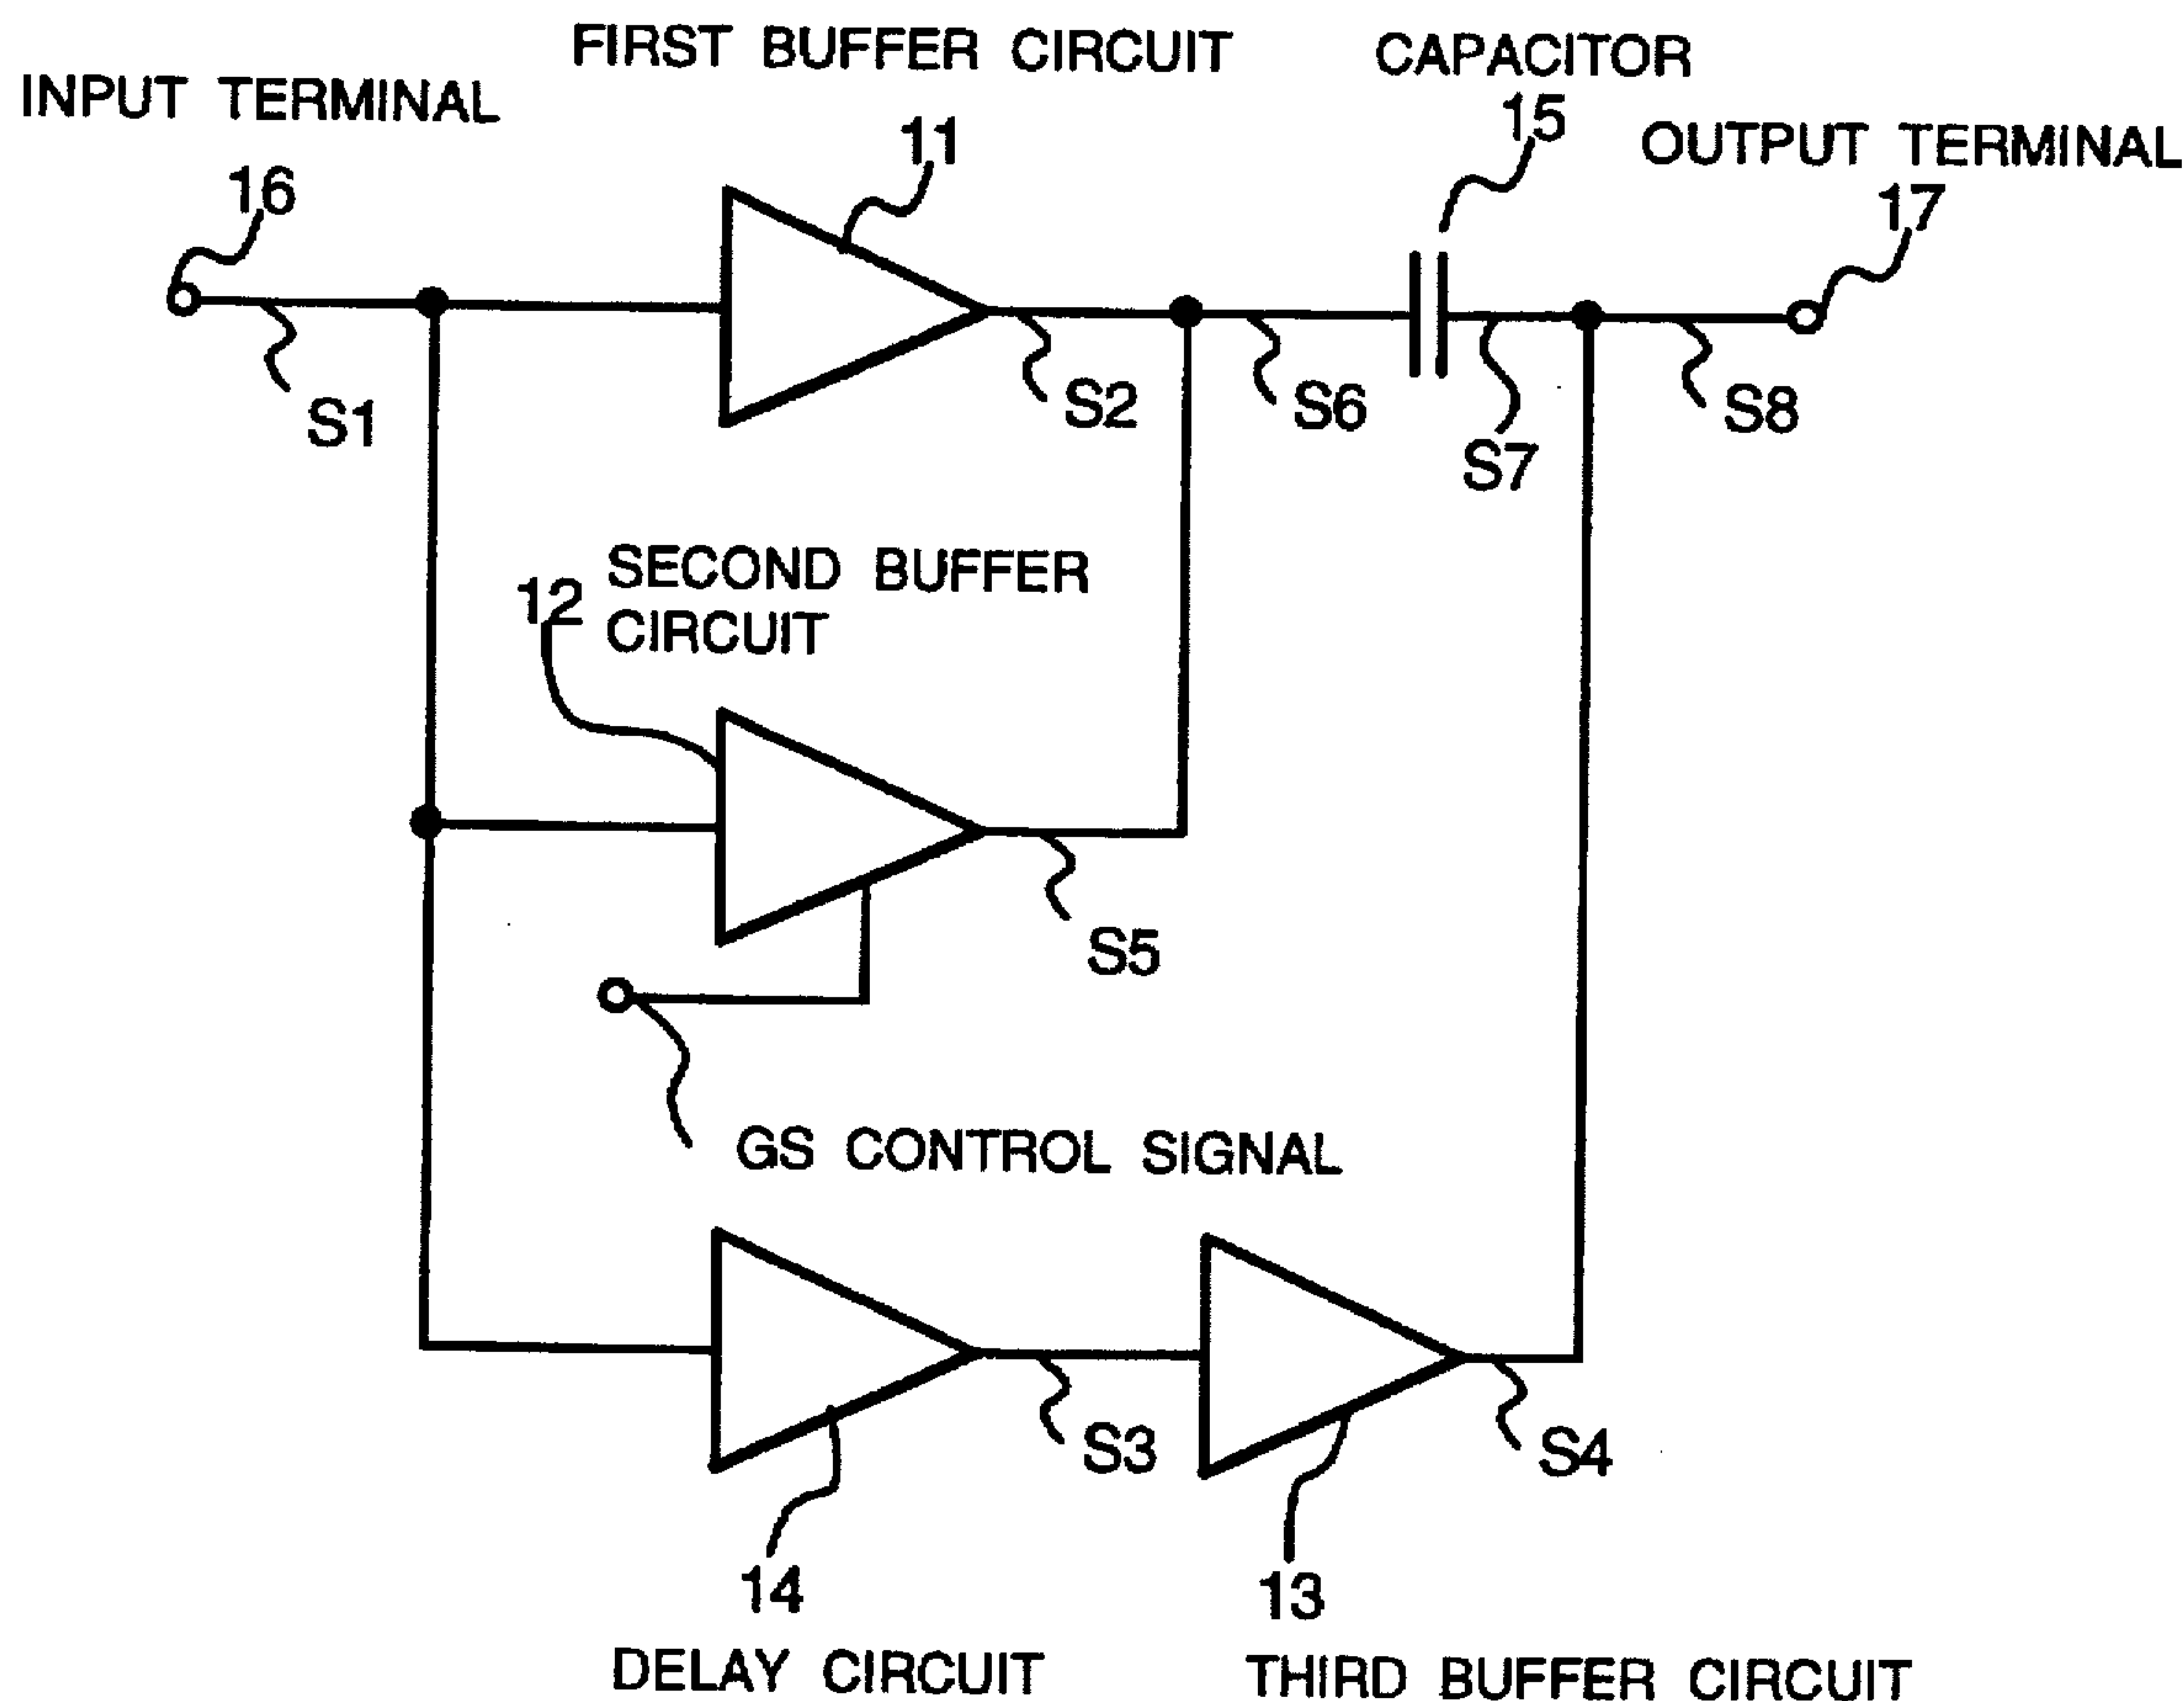 FIRST BUFFER CIRCUIT
CAPACITOR
INPUT TERMINAL
11
15
OUTPUT TERMINAL
16
17
S1
S2
S6
S7
S8
12
SECOND BUFFER
CIRCUIT
S5
GS CONTROL SIGNAL
S3
S4
14
13
DELAY CIRCUIT
THIRD BUFFER CIRCUIT